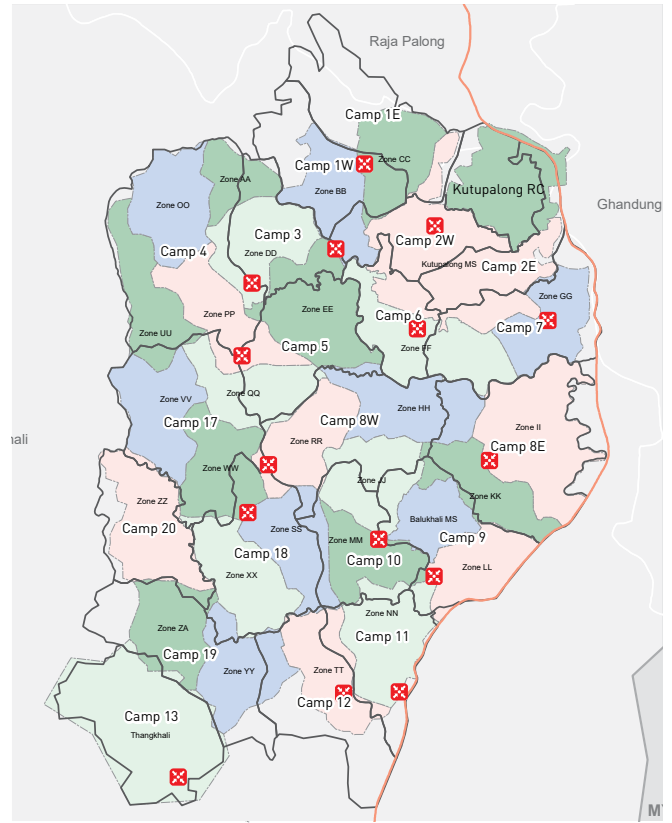 Raja Palong
Camp 1E
Zone CC
Camp 1W
Zone AA
Zone BB
Kutupalong RC
Zone OO
Ghandung
Camp 3
Camp 2W
Camp 4
Zone DD
Kutupalong MS
Camp 2E
Zone GG
Zone EE
Zone PP
Camp 6
Camp 7
Zone UU
Camp 5
Zone FF
Zone QQ
Zone VV
Zone HH
Camp 17
Camp 8W
Zone II
Zone RR
Camp 8E
Zone WW
Zone JJ
Zone KK
Zone ZZ
Balukhali MS
Camp 20
Zone SS
Zone MM
Camp 9
Camp 18
Camp 10
Zone LL
Zone XX
Zone NN
Zone ZA
Camp 11
Camp 19
Zone YY
Zone TT
Camp 12
Camp 13
Thangkhali